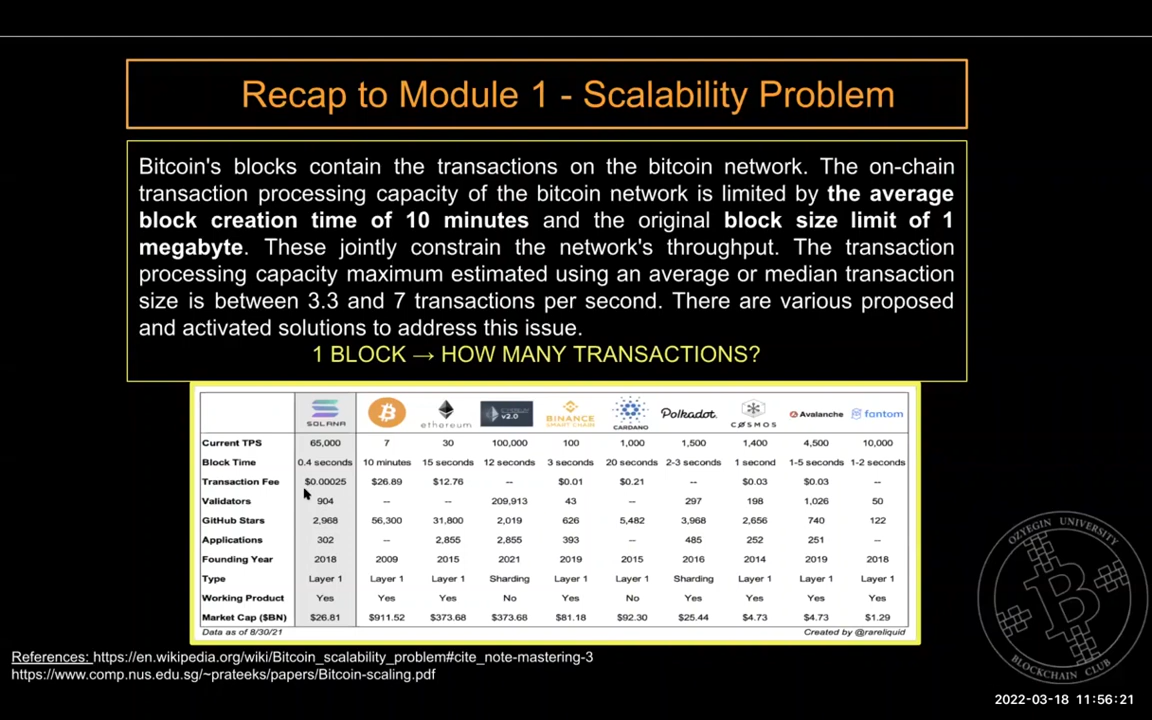 Recap to Module 1 - Scalability Problem
Bitcoin's blocks contain the transactions on the bitcoin network. The on-chain
transaction processing capacity of the bitcoin network is limited by the average
block creation time of 10 minutes and the original block size limit of 1
megabyte. These jointly constrain the network's throughput. The transaction
processing capacity maximum estimated using an average or median transaction
size is between 3.3 and 7 transactions per second. There are various proposed
and activated solutions to address this issue.
1 BLOCK → HOW MANY TRANSACTIONS?
SOLANA ethereum v2.0 BINANCE SMART CHAIN CARDANO Polkadot. COSMOS Avalanche fantom
Current TPS 65,000 7 30 100,000 100 1,000 1,500 1,400 4,500 10,000
Block Time 0.4 seconds 10 minutes 15 seconds 12 seconds 3 seconds 20 seconds 2-3 seconds 1 second 1-5 seconds 1-2 seconds
Transaction Fee $0.00025 $26.89 $12.76 -- $0.01 $0.21 -- $0.03 $0.03 --
Validators 904 -- -- 209,913 43 -- 297 198 1,026 50
GitHub Stars 2,968 56,300 31,800 2,019 626 5,482 3,968 2,656 740 122
Applications 302 -- 2,855 2,855 393 -- 485 252 251 --
Founding Year 2018 2009 2015 2021 2019 2015 2016 2014 2019 2018
Type Layer 1 Layer 1 Layer 1 Sharding Layer 1 Layer 1 Sharding Layer 1 Layer 1 Layer 1
Working Product Yes Yes Yes No Yes No Yes Yes Yes Yes
Market Cap ($BN) $26.81 $911.52 $373.68 $373.68 $81.18 $92.30 $25.44 $4.73 $4.73 $1.29
Data as of 8/30/21 Created by @rareliquid
References: https://en.wikipedia.org/wiki/Bitcoin_scalability_problem#cite_note-mastering-3
https://www.comp.nus.edu.sg/~prateeks/papers/Bitcoin-scaling.pdf
OZYEGIN UNIVERSITY
BLOCKCHAIN CLUB
2022-03-18 11:56:21